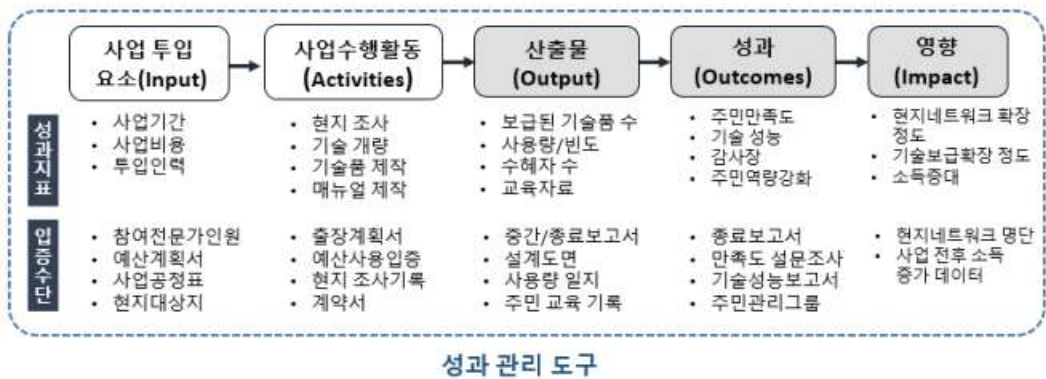 사업 투입
요소(Input)
사업수행활동
(Activities)
산출물
(Output)
성과
(Outcomes)
영향
(Impact)
성과지표
• 사업기간
• 사업비용
• 투입인력
• 현지 조사
• 기술 개량
• 기술품 제작
• 매뉴얼 제작
• 보급된 기술품 수
• 사용량/빈도
• 수혜자 수
• 교육자료
• 주민만족도
• 기술 성능
• 감사장
• 주민역량강화
• 현지네트워크 확장
정도
• 기술보급확장 정도
• 소득증대
입증수단
• 참여전문가인원
• 예산계획서
• 사업공정표
• 현지대상지
• 출장계획서
• 예산사용입증
• 현지 조사기록
• 계약서
• 중간/종료보고서
• 설계도면
• 사용량 일지
• 주민 교육 기록
• 종료보고서
• 만족도 설문조사
• 기술성능보고서
• 주민관리그룹
• 현지네트워크 명단
• 사업 전후 소득
증가 데이터
성과 관리 도구